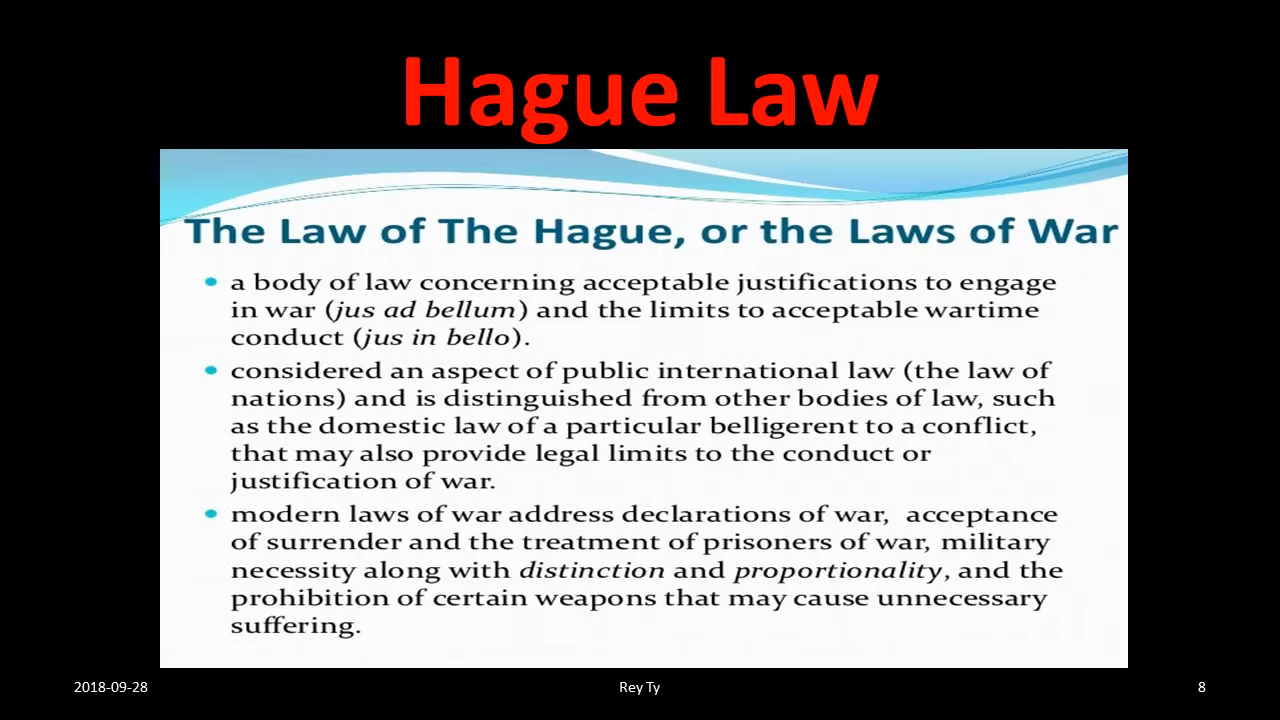 Hague Law
The Law of The Hague, or the Laws of War
• a body of law concerning acceptable justifications to engage
in war (jus ad bellum) and the limits to acceptable wartime
conduct (jus in bello).
• considered an aspect of public international law (the law of
nations) and is distinguished from other bodies of law, such
as the domestic law of a particular belligerent to a conflict,
that may also provide legal limits to the conduct or
justification of war.
• modern laws of war address declarations of war, acceptance
of surrender and the treatment of prisoners of war, military
necessity along with distinction and proportionality, and the
prohibition of certain weapons that may cause unnecessary
suffering.
2018-09-28 Rey Ty 8